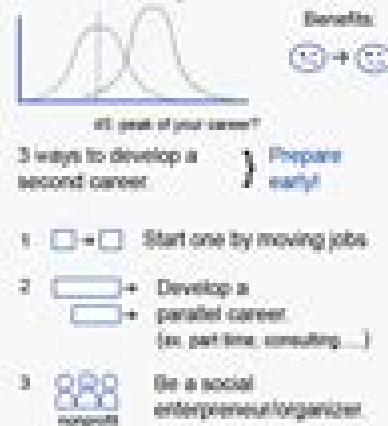 Benefits
45: peak of your career?
3 ways to develop a
second career
Prepare
early!
1 Start one by moving jobs
2 Develop a
parallel career
(ex. part time, consulting ...)
3 Be a social
enterpreneur/organizer
nonprofit